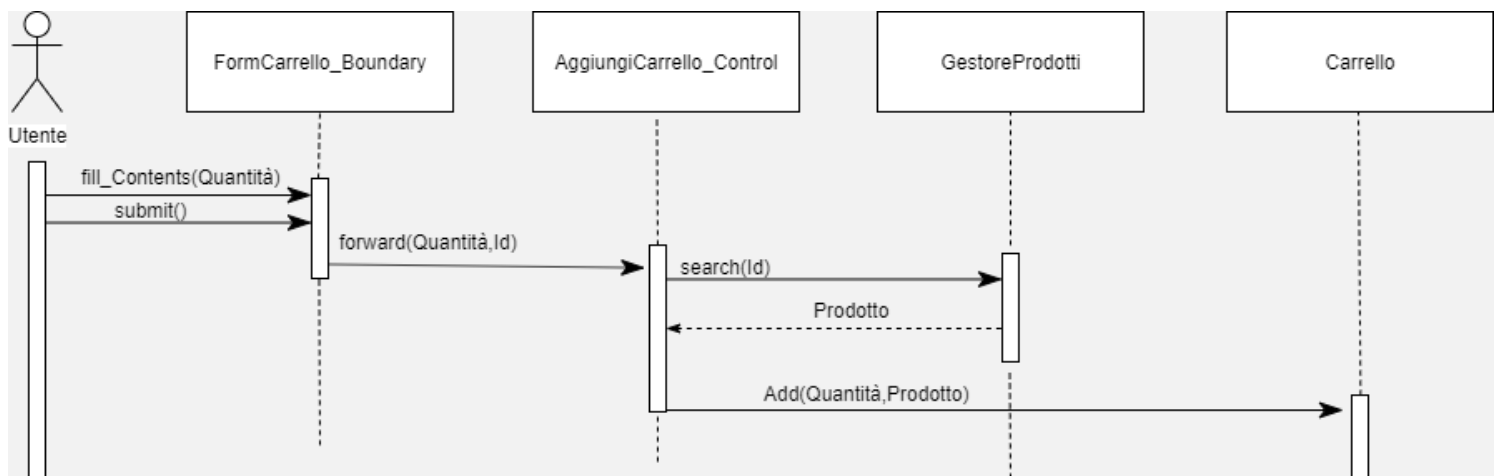 FormCarrello_Boundary
AggiungiCarrello_Control
GestoreProdotti
Carrello
Utente
fill_Contents(Quantità)
submit()
forward(Quantità,Id)
search(Id)
Prodotto
Add(Quantità,Prodotto)